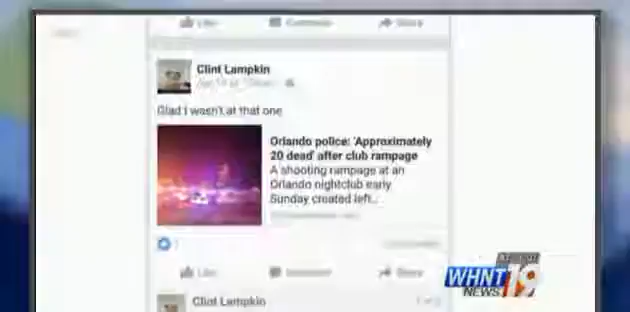 Like Comment Share
Clint Lampkin
Glad I wasn't at that one
Orlando police: 'Approximately
20 dead' after club rampage
A shooting rampage at an
Orlando nightclub early
Sunday created left...
Like Comment Share
WHNT 19
NEWS
Clint Lampkin